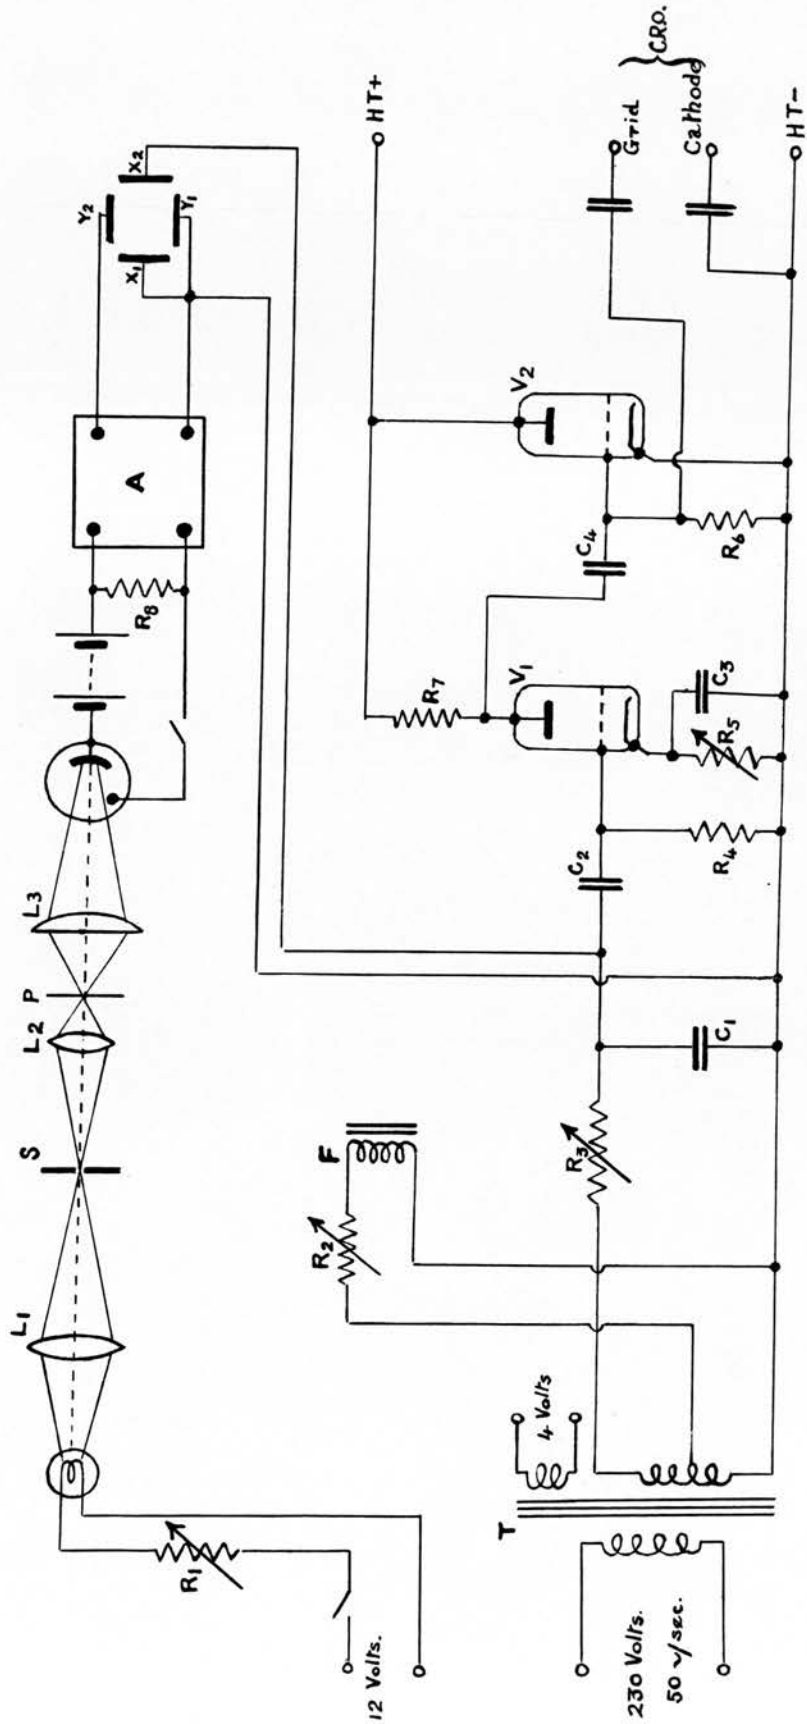 L1
S
L2
P
L3
R8
A
Y2
X1
X2
Y1
R1
12 Volts.
R2
F
HT+
T
4 Volts
230 Volts.
50 ~/sec.
R3
C1
C2
R4
V1
R7
R5
C3
C4
V2
R6
Grid
Cathode
C.R.O.
HT-